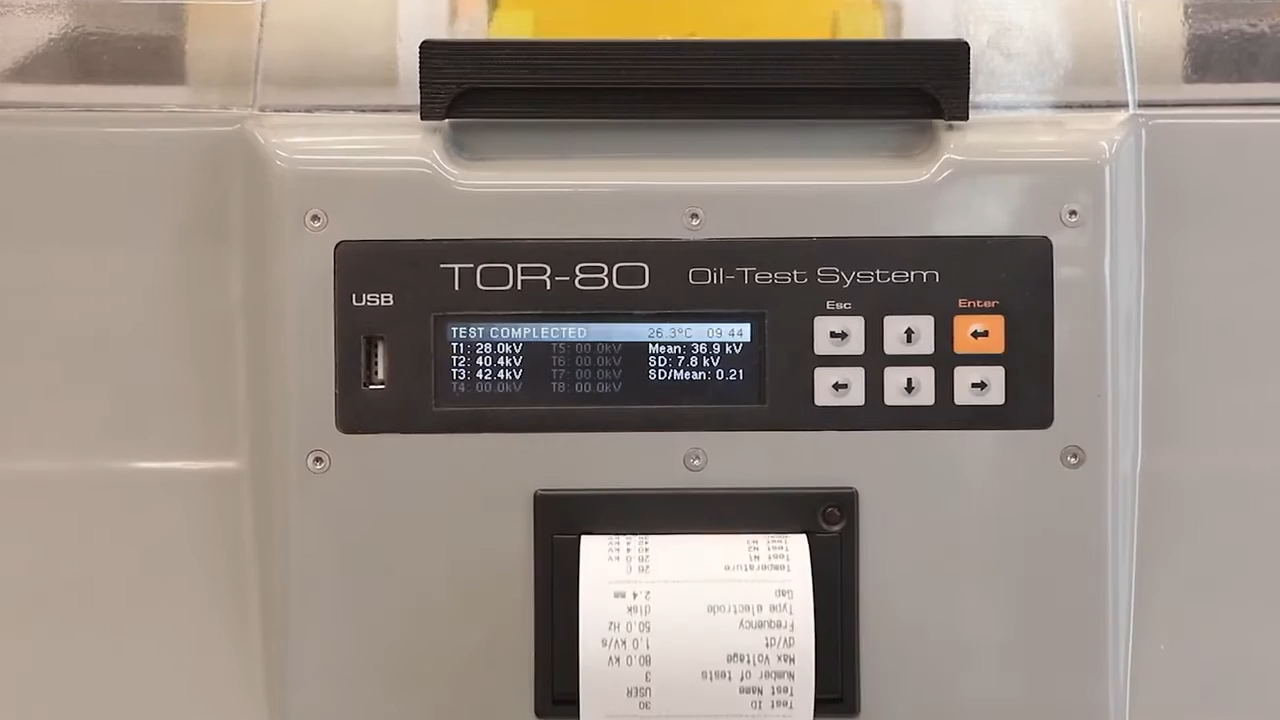 TOR-80 Oil-Test System
USB
Esc
Enter
TEST COMPLECTED 26.3°C 09 44
T1: 28.0kV T5: 00.0kV Mean: 36.9 kV
T2: 40.4kV T6: 00.0kV SD: 7.8 kV
T3: 42.4kV T7: 00.0kV SD/Mean: 0.21
T4: 00.0kV T8: 00.0kV
Test ID 30
Test Name USER
Number of tests 3
Max Voltage 80.0 kV
dV/dt 1.0 kV/s
Frequency 50.0 Hz
Type electrode disk
Gap 2.4 mm
Temperature 26 C
Test N1 28.0 kV
Test N2 40.4 kV
Test N3